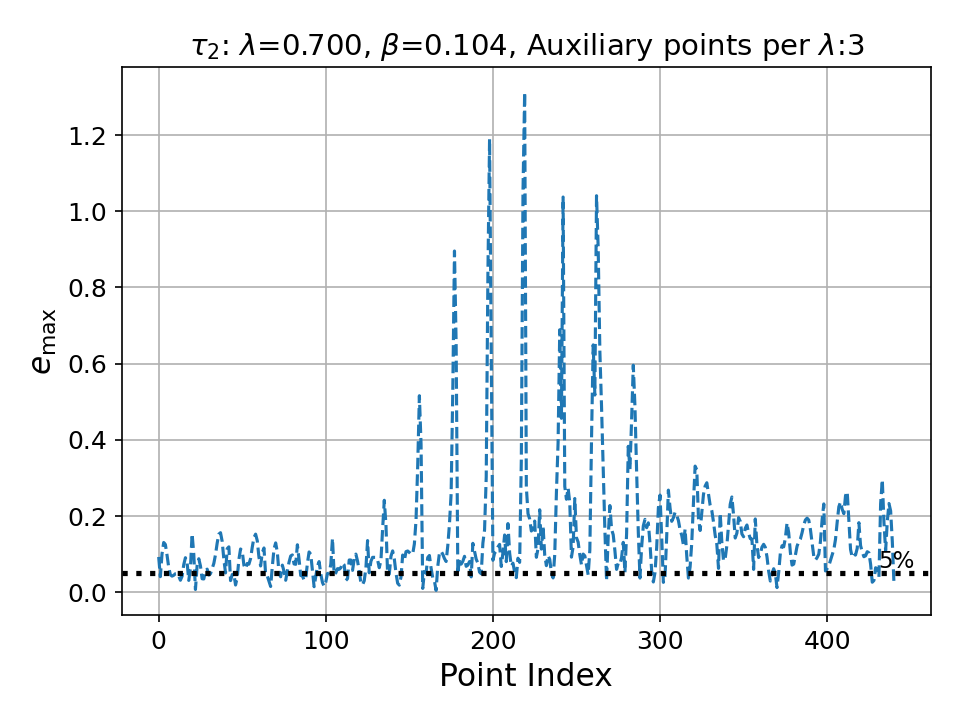 τ₂: λ=0.700, β=0.104, Auxiliary points per λ:3
1.2
1.0
0.8
0.6
0.4
0.2
0.0
e_max
5%
0 100 200 300 400
Point Index